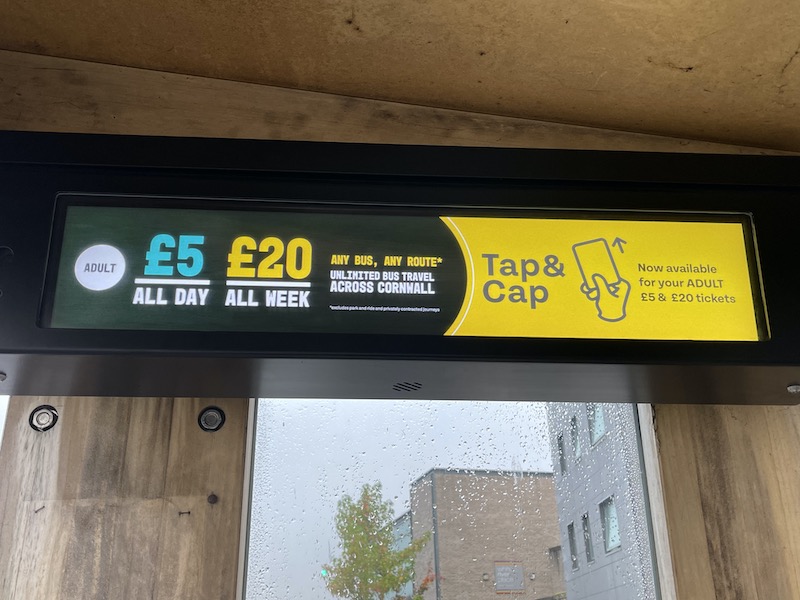 ADULT
£5
ALL DAY
£20
ALL WEEK
ANY BUS, ANY ROUTE*
UNLIMITED BUS TRAVEL
ACROSS CORNWALL
*excludes park and ride and privately contracted journeys
Tap&
Cap
Now available
for your ADULT
£5 & £20 tickets